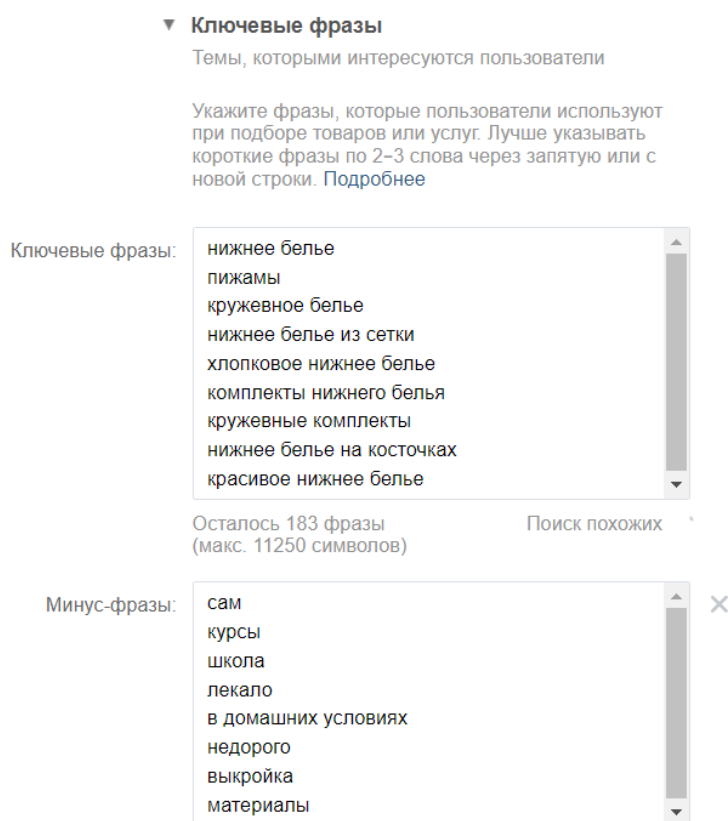 Ключевые фразы
Темы, которыми интересуются пользователи
Укажите фразы, которые пользователи используют
при подборе товаров или услуг. Лучше указывать
короткие фразы по 2–3 слова через запятую или с
новой строки. Подробнее
Ключевые фразы:
нижнее белье
пижамы
кружевное белье
нижнее белье из сетки
хлопковое нижнее белье
комплекты нижнего белья
кружевные комплекты
нижнее белье на косточках
красивое нижнее белье
Осталось 183 фразы
(макс. 11250 символов)
Поиск похожих
Минус-фразы:
сам
курсы
школа
лекало
в домашних условиях
недорого
выкройка
материалы